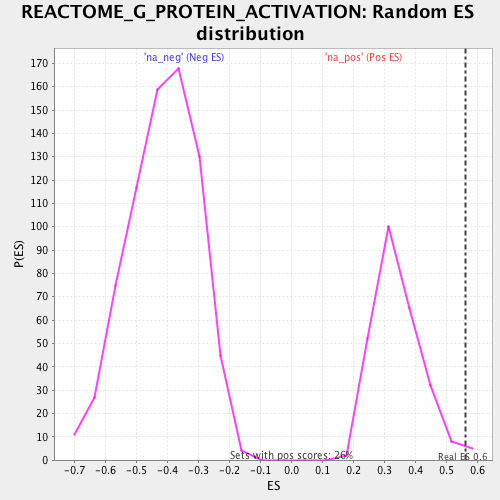 REACTOME_G_PROTEIN_ACTIVATION: Random ES
distribution
'na_neg' (Neg ES)
'na_pos' (Pos ES)
170
160
150
140
130
120
110
100
90
80
70
60
50
40
30
20
10
0
P(ES)
Sets with pos scores: 26%
Real ES 0.6
-0.7 -0.6 -0.5 -0.4 -0.3 -0.2 -0.1 0.0 0.1 0.2 0.3 0.4 0.5 0.6
ES